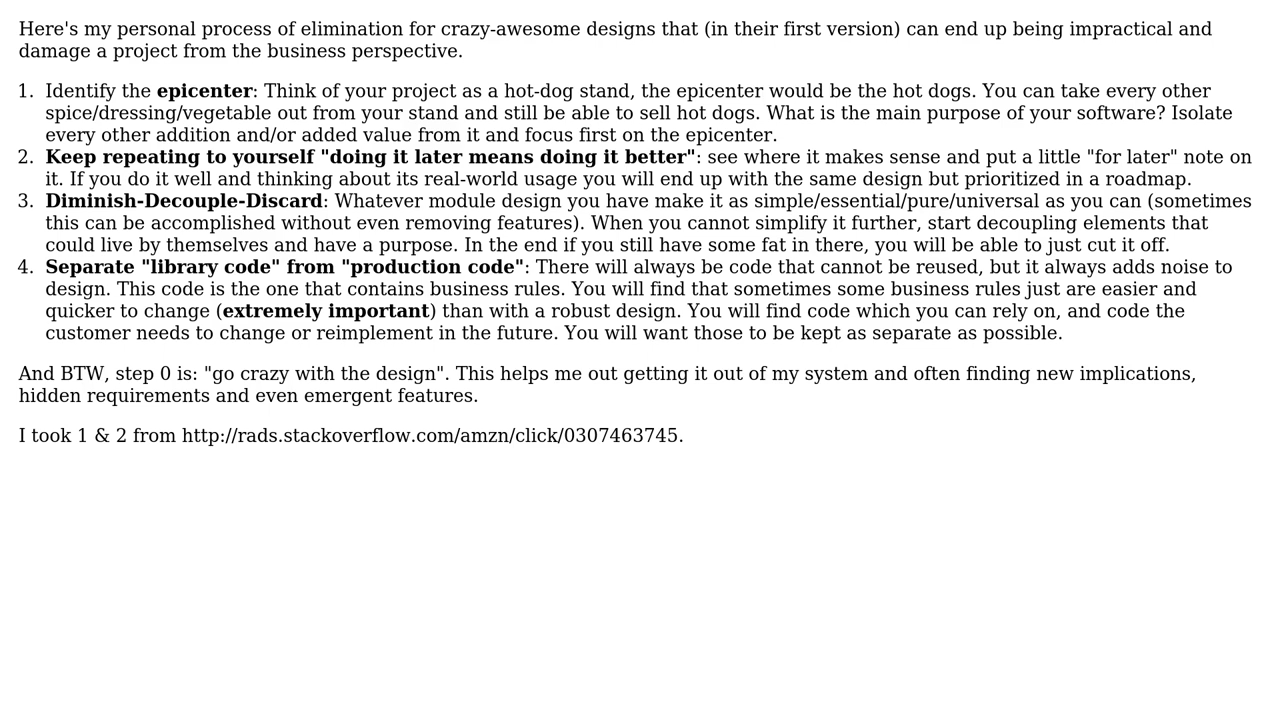 Here's my personal process of elimination for crazy-awesome designs that (in their first version) can end up being impractical and
damage a project from the business perspective.
1. Identify the epicenter: Think of your project as a hot-dog stand, the epicenter would be the hot dogs. You can take every other
spice/dressing/vegetable out from your stand and still be able to sell hot dogs. What is the main purpose of your software? Isolate
every other addition and/or added value from it and focus first on the epicenter.
2. Keep repeating to yourself "doing it later means doing it better": see where it makes sense and put a little "for later" note on
it. If you do it well and thinking about its real-world usage you will end up with the same design but prioritized in a roadmap.
3. Diminish-Decouple-Discard: Whatever module design you have make it as simple/essential/pure/universal as you can (sometimes
this can be accomplished without even removing features). When you cannot simplify it further, start decoupling elements that
could live by themselves and have a purpose. In the end if you still have some fat in there, you will be able to just cut it off.
4. Separate "library code" from "production code": There will always be code that cannot be reused, but it always adds noise to
design. This code is the one that contains business rules. You will find that sometimes some business rules just are easier and
quicker to change (extremely important) than with a robust design. You will find code which you can rely on, and code the
customer needs to change or reimplement in the future. You will want those to be kept as separate as possible.
And BTW, step 0 is: "go crazy with the design". This helps me out getting it out of my system and often finding new implications,
hidden requirements and even emergent features.
I took 1 & 2 from http://rads.stackoverflow.com/amzn/click/0307463745.